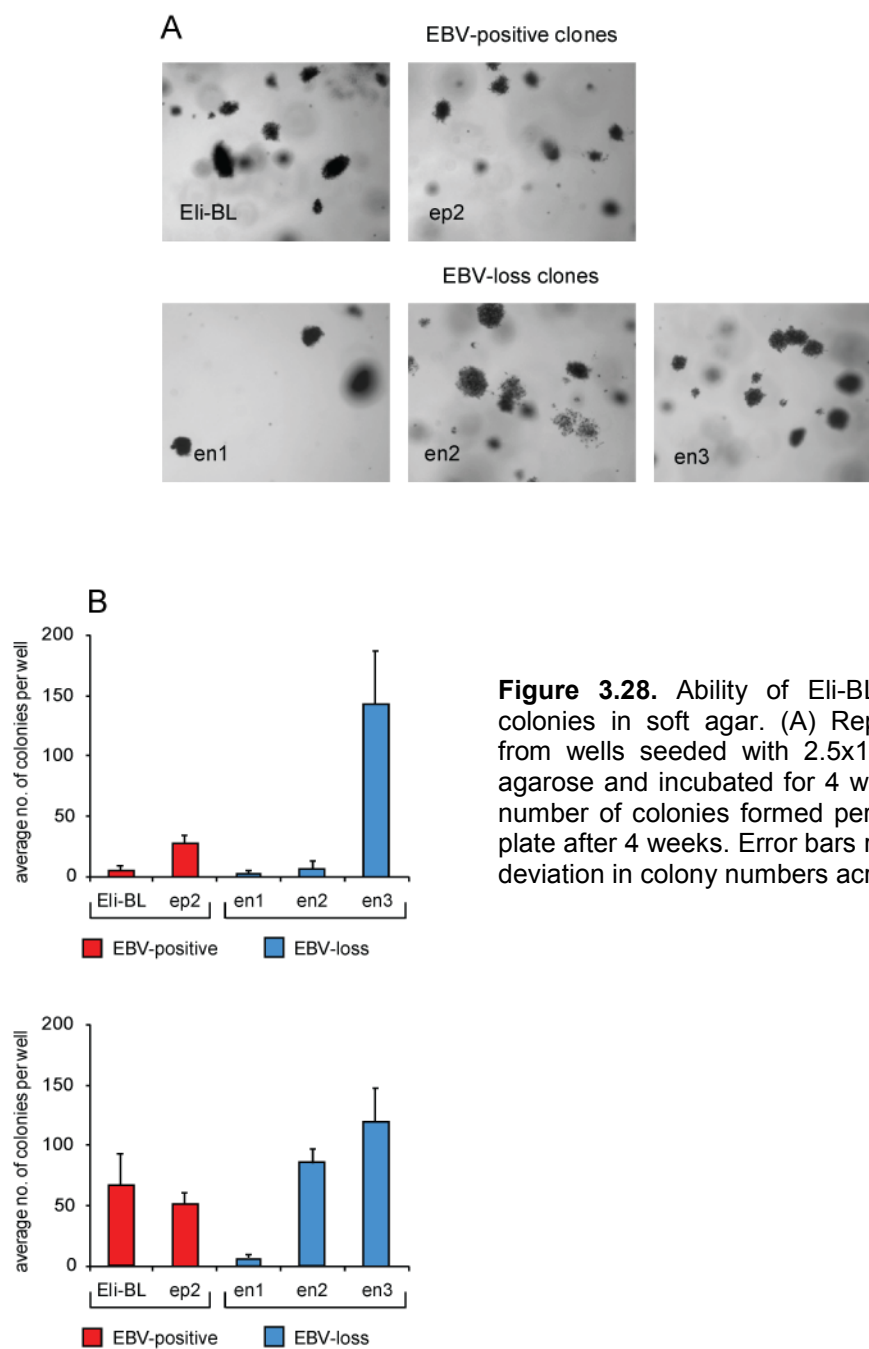 A
EBV-positive clones
Eli-BL
ep2
EBV-loss clones
en1
en2
en3
B
average no. of colonies per well
200
150
100
50
0
Eli-BL ep2 en1 en2 en3
EBV-positive EBV-loss
Figure 3.28. Ability of Eli-BL
colonies in soft agar. (A) Rep
from wells seeded with 2.5x1
agarose and incubated for 4 w
number of colonies formed per
plate after 4 weeks. Error bars
deviation in colony numbers acr
average no. of colonies per well
200
150
100
50
0
Eli-BL ep2 en1 en2 en3
EBV-positive EBV-loss